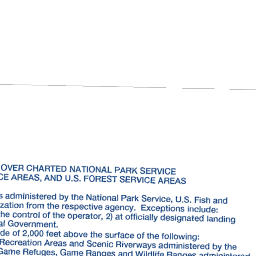 OVER CHARTED NATIONAL PARK SERVICE
CE AREAS, AND U.S. FOREST SERVICE AREAS
s administered by the National Park Service, U.S. Fish and
zation from the respective agency. Exceptions include:
the control of the operator, 2) at officially designated landing
al Government.
de of 2,000 feet above the surface of the following:
Recreation Areas and Scenic Riverways administered by the
Game Refuges, Game Ranges and Wildlife Ranges administered